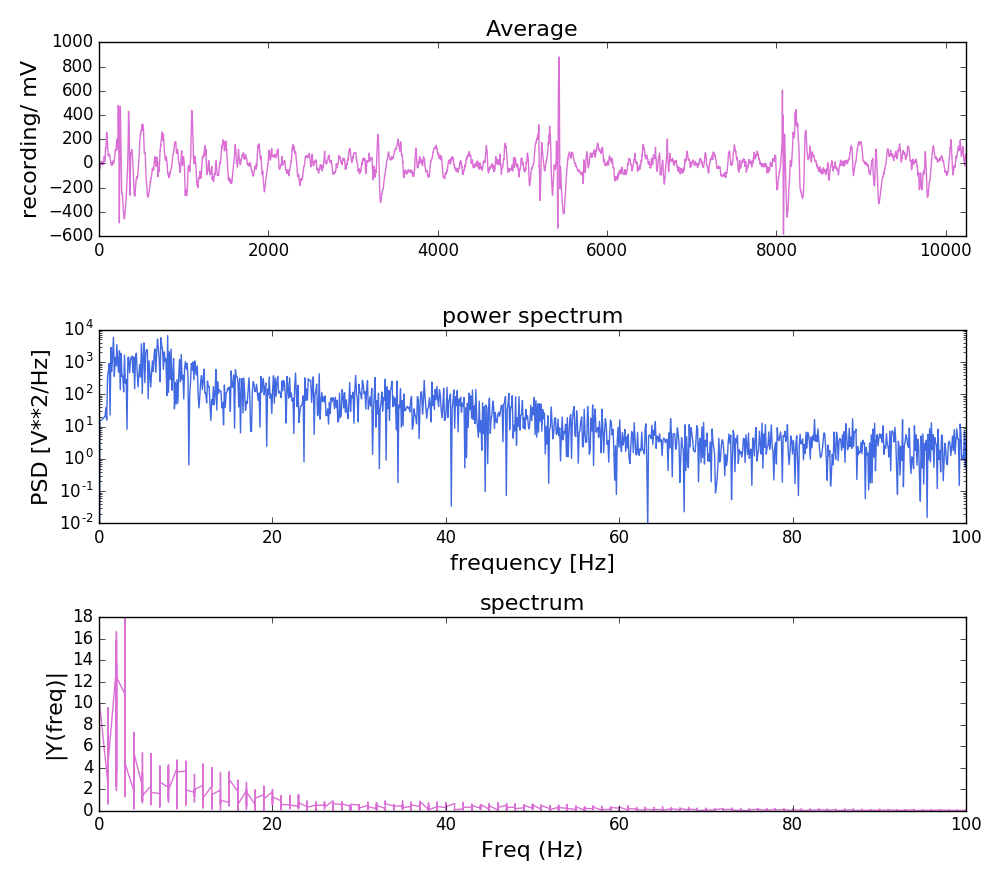 Average
recording/ mV
1000
800
600
400
200
0
−200
−400
−600
0 2000 4000 6000 8000 10000
power spectrum
PSD [V**2/Hz]
10^4
10^3
10^2
10^1
10^0
10^-1
10^-2
0 20 40 60 80 100
frequency [Hz]
spectrum
|Y(freq)|
18
16
14
12
10
8
6
4
2
0
0 20 40 60 80 100
Freq (Hz)